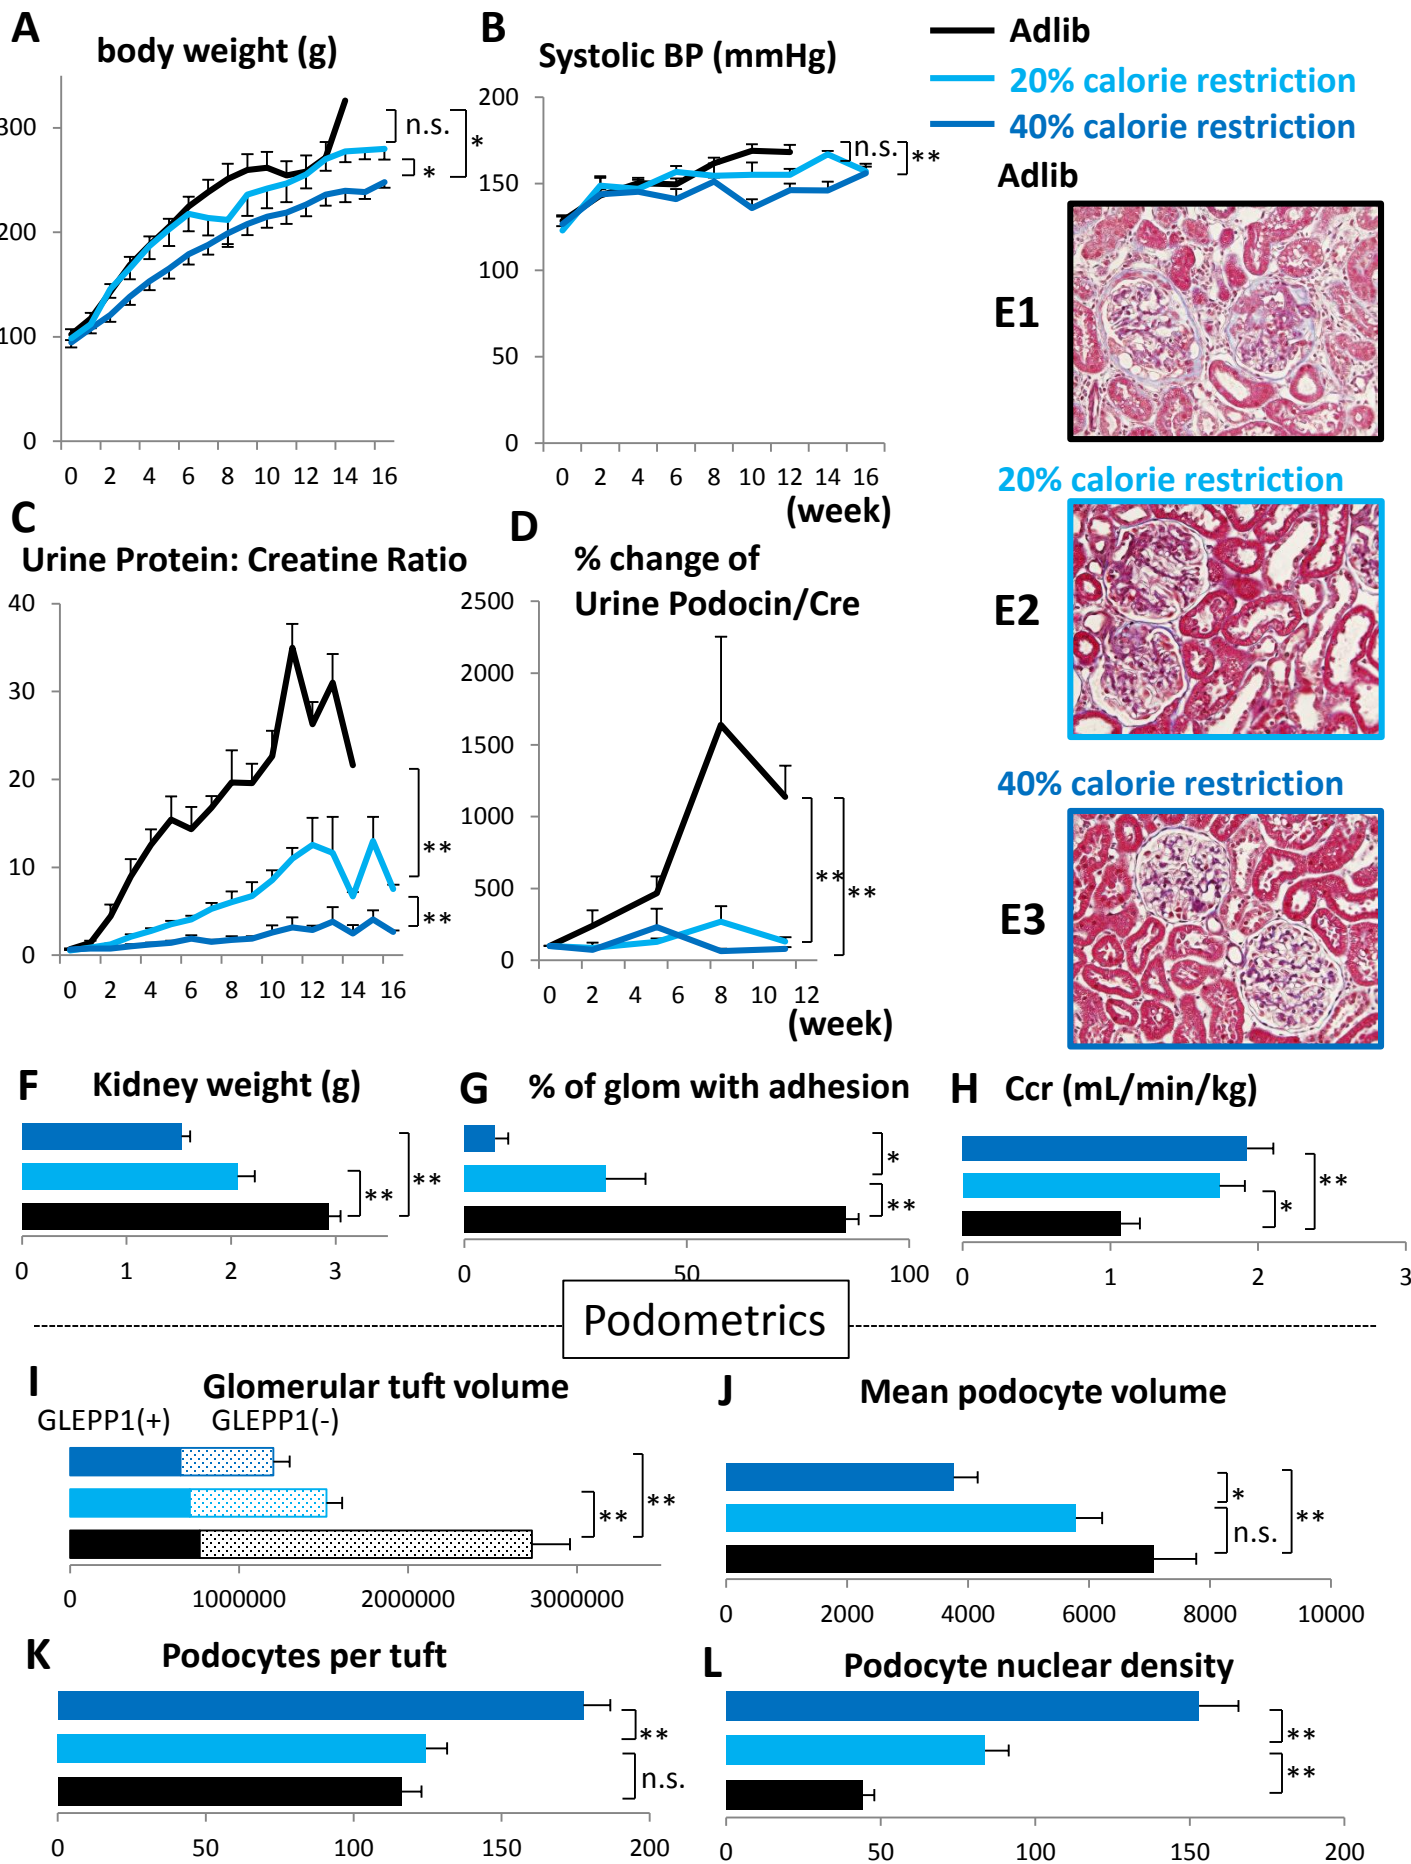 A
body weight (g)
300
200
100
0
0 2 4 6 8 10 12 14 16
n.s.
*
*
B
Systolic BP (mmHg)
200
150
100
50
0
0 2 4 6 8 10 12 14 16
(week)
n.s.
**
Adlib
20% calorie restriction
40% calorie restriction
Adlib
E1
20% calorie restriction
E2
40% calorie restriction
E3
C
Urine Protein: Creatine Ratio
40
30
20
10
0
0 2 4 6 8 10 12 14 16
**
**
D
% change of
Urine Podocin/Cre
2500
2000
1500
1000
500
0
0 2 4 6 8 10 12
(week)
**
**
F
Kidney weight (g)
**
**
0 1 2 3
G
% of glom with adhesion
*
**
0 50 100
H
Ccr (mL/min/kg)
**
*
0 1 2 3
Podometrics
I
Glomerular tuft volume
GLEPP1(+) GLEPP1(-)
**
**
0 1000000 2000000 3000000
J
Mean podocyte volume
*
n.s.
**
0 2000 4000 6000 8000 10000
K
Podocytes per tuft
**
n.s.
0 50 100 150 200
L
Podocyte nuclear density
**
**
0 50 100 150 200